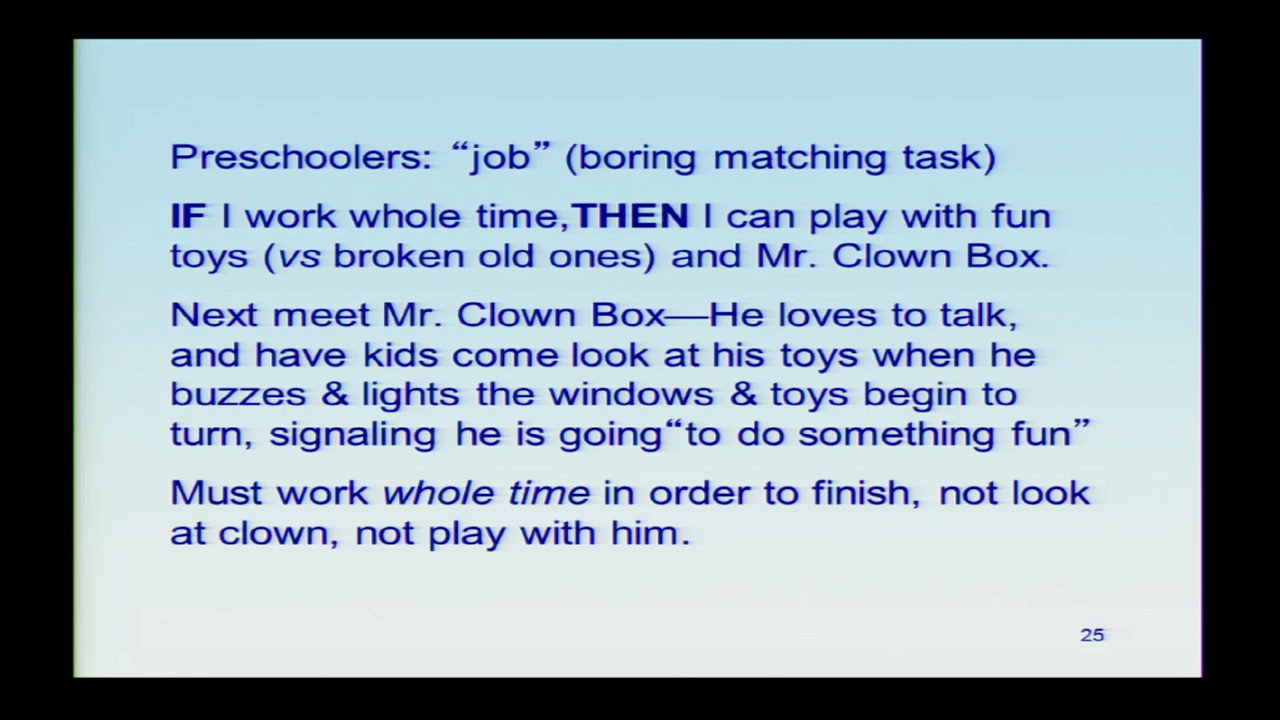 Preschoolers: “job” (boring matching task)
IF I work whole time,THEN I can play with fun
toys (vs broken old ones) and Mr. Clown Box.
Next meet Mr. Clown Box—He loves to talk,
and have kids come look at his toys when he
buzzes & lights the windows & toys begin to
turn, signaling he is going“to do something fun”
Must work whole time in order to finish, not look
at clown, not play with him.
25